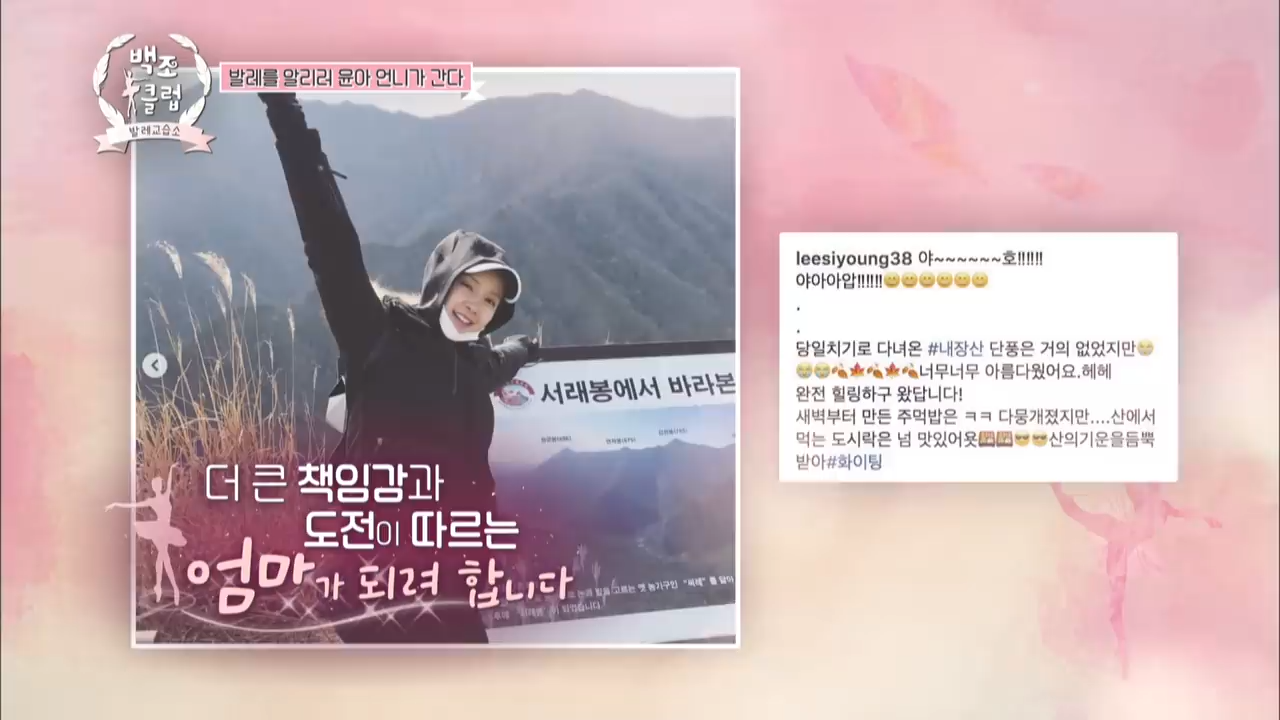 백조
클럽
발레교습소
발레를 알리러 윤아 언니가 간다
서래봉에서 바라본
더 큰 책임감과
도전이 따르는
엄마가 되려 합니다
leesiyoung38 야~~~~~~호!!!!!!
야아아압!!!!!!😄😄😄😄😄😄
.
.
당일치기로 다녀온 #내장산 단풍은 거의 없었지만😭
😭😭🍂🍁🍂🍁🍂너무너무 아름다웠어요.헤헤
완전 힐링하구 왔답니다!
새벽부터 만든 주먹밥은 ㅋㅋ 다뭉개졌지만....산에서
먹는 도시락은 넘 맛있어욧🍱🍱😎😎산의기운을듬뿍
받아#화이팅